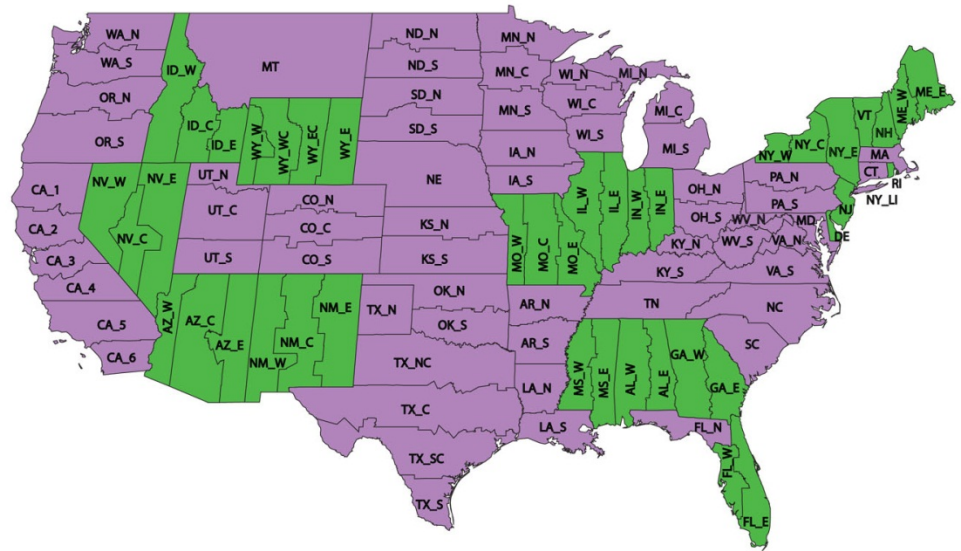 WA_N
WA_S
OR_N
OR_S
ID_W
ID_C
ID_E
MT
WY_W
WY_WC
WY_EC
WY_E
ND_N
ND_S
SD_N
SD_S
NE
MN_N
MN_C
MN_S
WI_N
WI_C
WI_S
MI_N
MI_C
MI_S
IA_N
IA_S
CA_1
CA_2
CA_3
CA_4
CA_5
CA_6
NV_W
NV_C
NV_E
UT_N
UT_C
UT_S
CO_N
CO_C
CO_S
KS_N
KS_S
MO_W
MO_C
MO_E
IL_W
IL_E
IN_W
IN_E
OH_N
OH_S
KY_N
KY_S
WV_N
WV_S
PA_N
PA_S
MD
VA_N
VA_S
NY_W
NY_C
NY_E
VT
NH
ME_W
ME_E
MA
CT
RI
NY_LI
NJ
DE
AZ_W
AZ_C
AZ_E
NM_W
NM_C
NM_E
TX_N
TX_NC
TX_C
TX_SC
TX_S
OK_N
OK_S
AR_N
AR_S
LA_N
LA_S
TN
NC
SC
MS_W
MS_E
AL_W
AL_E
GA_W
GA_E
FL_N
FL_W
FL_E